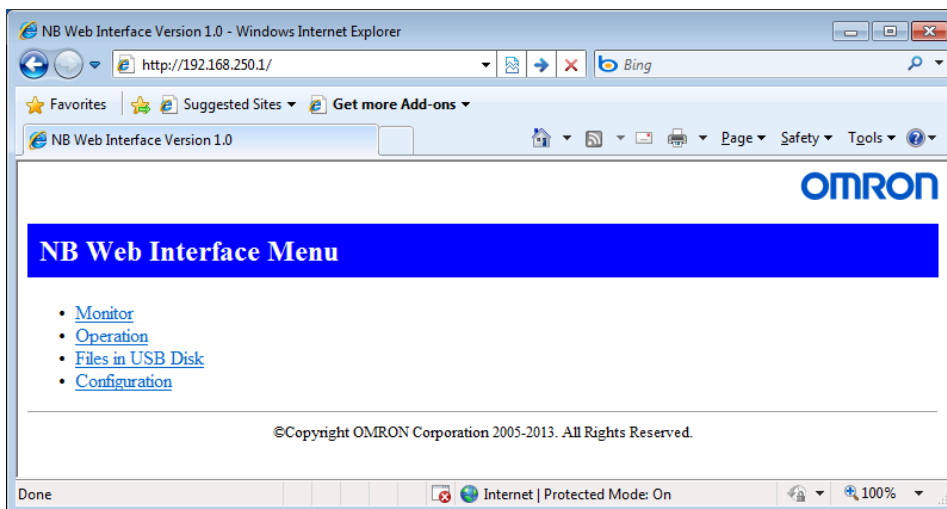 NB Web Interface Version 1.0 - Windows Internet Explorer
http://192.168.250.1/
Bing
Favorites Suggested Sites Get more Add-ons
NB Web Interface Version 1.0
Page Safety Tools
OMRON
NB Web Interface Menu
• Monitor
• Operation
• Files in USB Disk
• Configuration
©Copyright OMRON Corporation 2005-2013. All Rights Reserved.
Done Internet | Protected Mode: On 100%